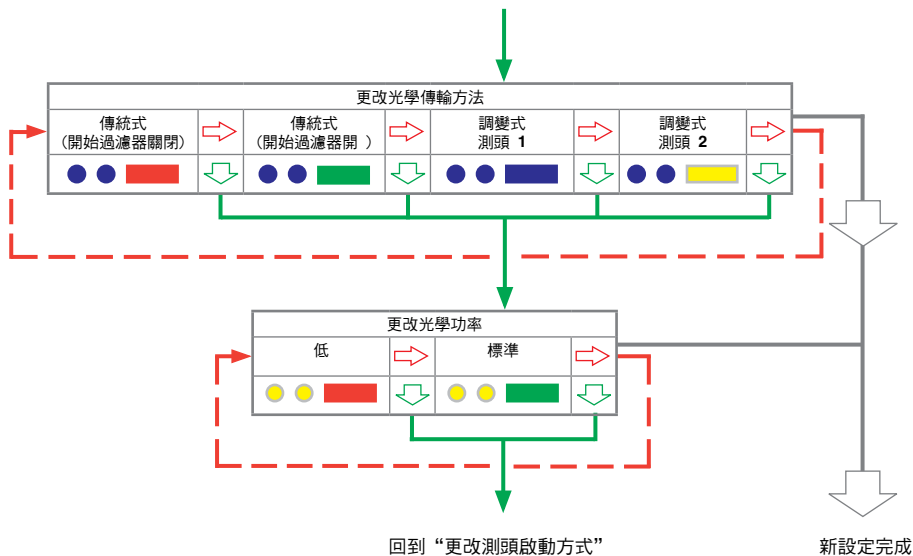 更改光學傳輸方法
傳統式
(開始過濾器關閉)
傳統式
(開始過濾器開 )
調變式
測頭 1
調變式
測頭 2
更改光學功率
低
標準
回到“更改測頭啟動方式”
新設定完成